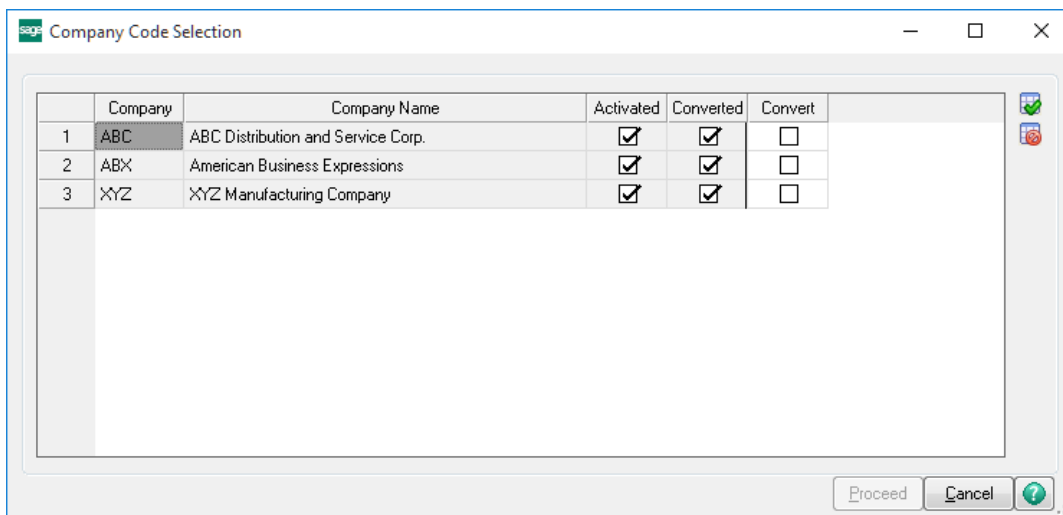 sage Company Code Selection
Company Company Name Activated Converted Convert
1 ABC ABC Distribution and Service Corp.
2 ABX American Business Expressions
3 XYZ XYZ Manufacturing Company
Proceed Cancel ?